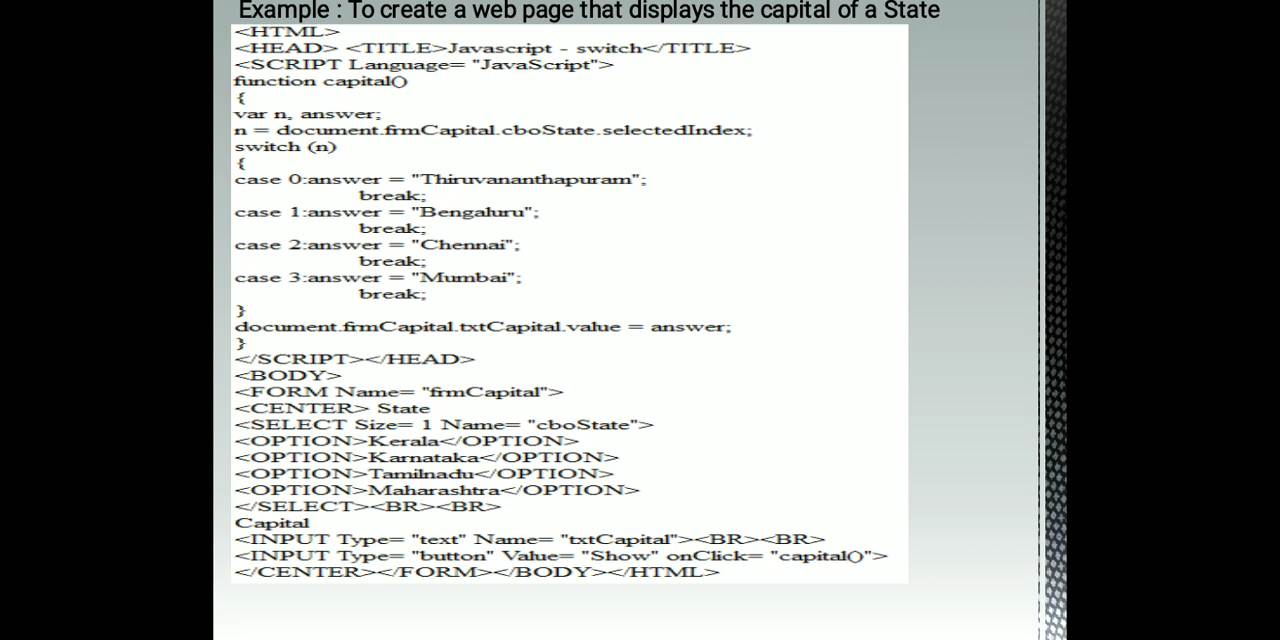 Example : To create a web page that displays the capital of a State
<HTML>
<HEAD> <TITLE>Javascript - switch</TITLE>
<SCRIPT Language= "JavaScript">
function capital()
{
var n, answer;
n = document.frmCapital.cboState.selectedIndex;
switch (n)
{
case 0:answer = "Thiruvananthapuram";
break;
case 1:answer = "Bengaluru";
break;
case 2:answer = "Chennai";
break;
case 3:answer = "Mumbai";
break;
}
document.frmCapital.txtCapital.value = answer;
}
</SCRIPT></HEAD>
<BODY>
<FORM Name= "frmCapital">
<CENTER> State
<SELECT Size= 1 Name= "cboState">
<OPTION>Kerala</OPTION>
<OPTION>Karnataka</OPTION>
<OPTION>Tamilnadu</OPTION>
<OPTION>Maharashtra</OPTION>
</SELECT><BR><BR>
Capital
<INPUT Type= "text" Name= "txtCapital"><BR><BR>
<INPUT Type= "button" Value= "Show" onClick= "capital()">
</CENTER></FORM></BODY></HTML>